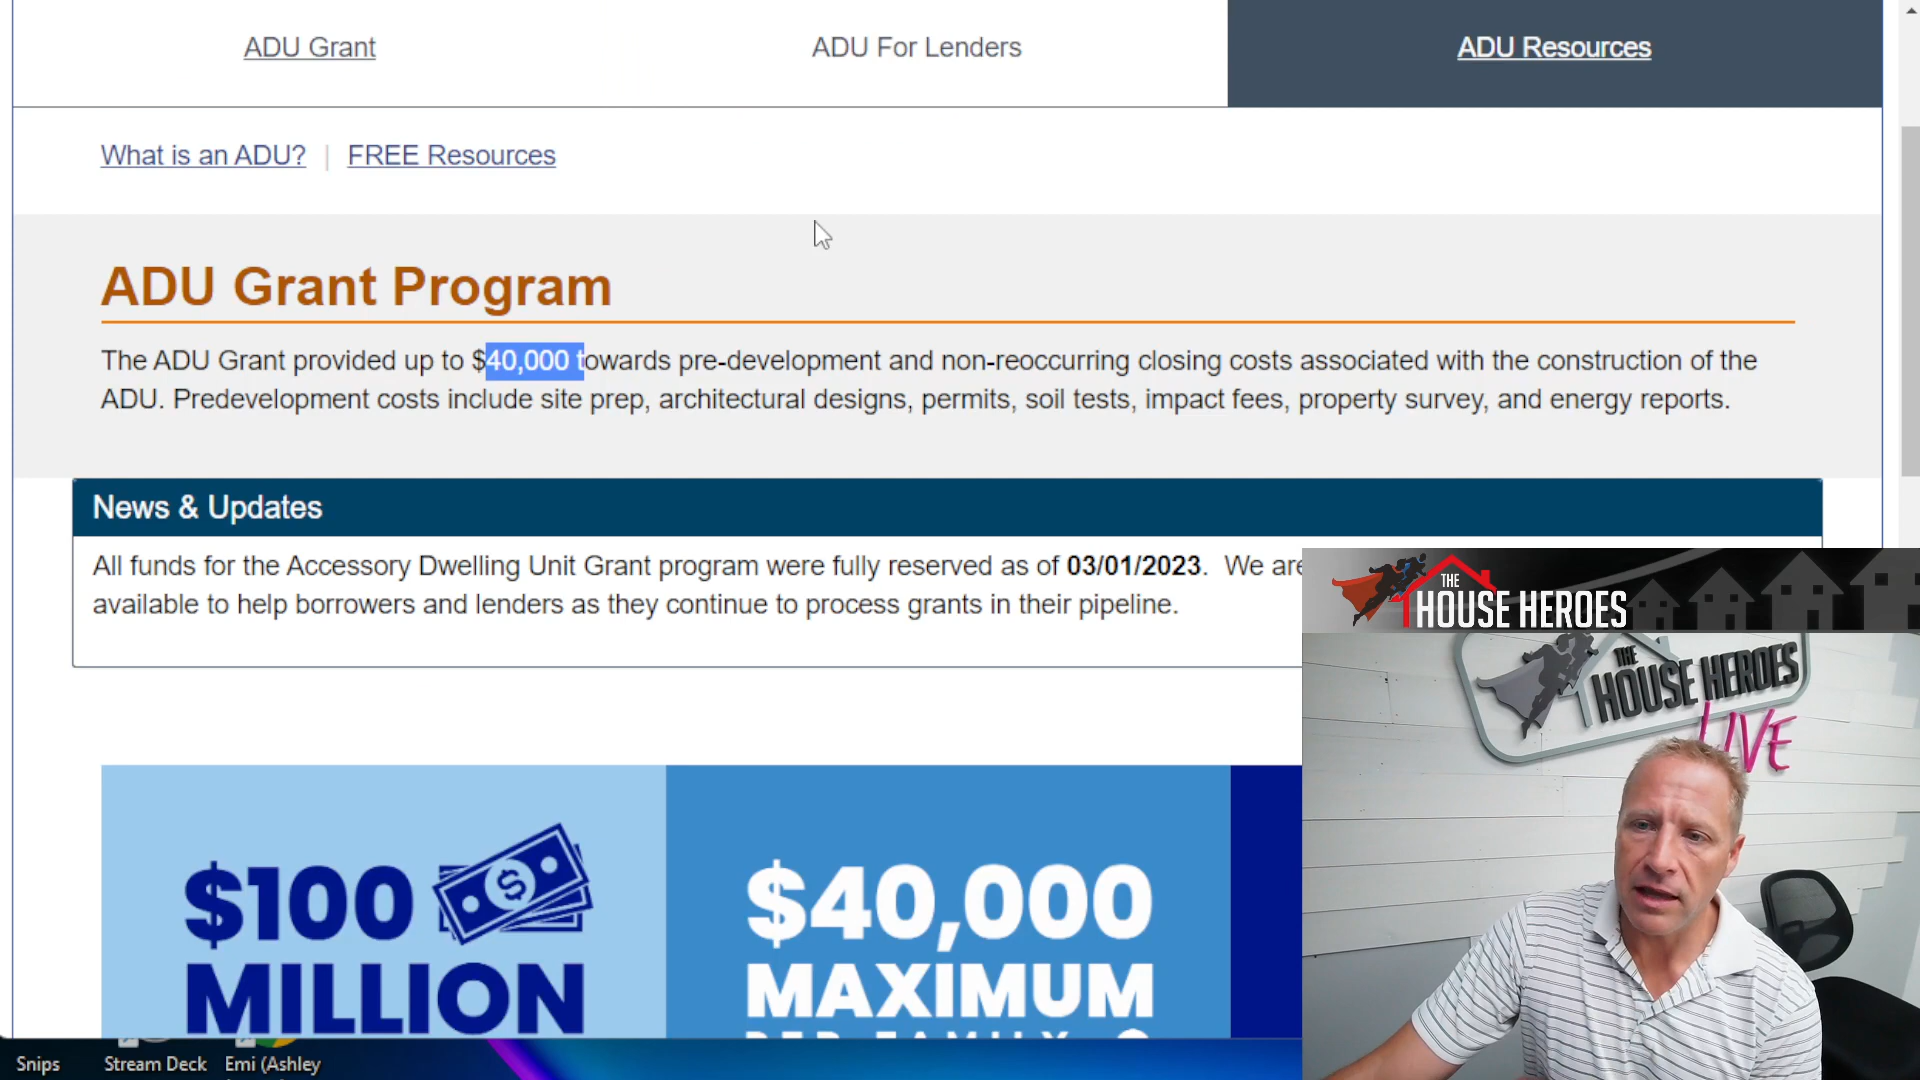 ADU Grant
ADU For Lenders
ADU Resources
What is an ADU? | FREE Resources
ADU Grant Program
The ADU Grant provided up to $40,000 towards pre-development and non-reoccurring closing costs associated with the construction of the
ADU. Predevelopment costs include site prep, architectural designs, permits, soil tests, impact fees, property survey, and energy reports.
News & Updates
All funds for the Accessory Dwelling Unit Grant program were fully reserved as of 03/01/2023. We are
available to help borrowers and lenders as they continue to process grants in their pipeline.
THE
HOUSE HEROES
THE
HOUSE HEROES
LIVE
$100
MILLION
$40,000
MAXIMUM
PER FAMILY
Snips
Stream Deck
Emi (Ashley